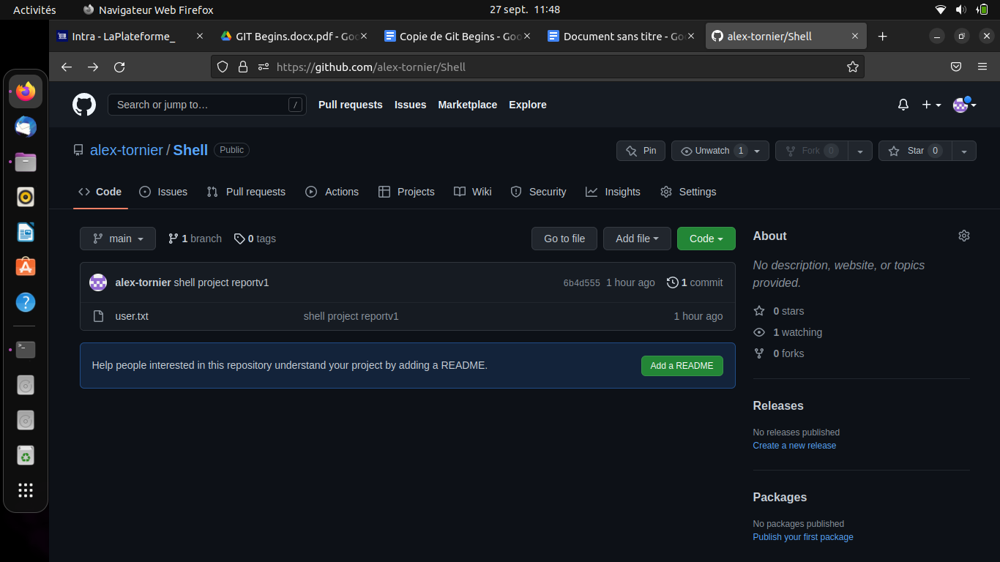 Activités Navigateur Web Firefox 27 sept. 11:48
Intra - LaPlateforme_ GIT Begins.docx.pdf - Goo Copie de Git Begins - Goo Document sans titre - Go alex-tornier/Shell
https://github.com/alex-tornier/Shell
Search or jump to… / Pull requests Issues Marketplace Explore
alex-tornier / Shell Public Pin Unwatch 1 Fork 0 Star 0
Code Issues Pull requests Actions Projects Wiki Security Insights Settings
main 1 branch 0 tags Go to file Add file Code
alex-tornier shell project reportv1 6b4d555 1 hour ago 1 commit
user.txt shell project reportv1 1 hour ago
Help people interested in this repository understand your project by adding a README. Add a README
About
No description, website, or topics
provided.
0 stars
1 watching
0 forks
Releases
No releases published
Create a new release
Packages
No packages published
Publish your first package